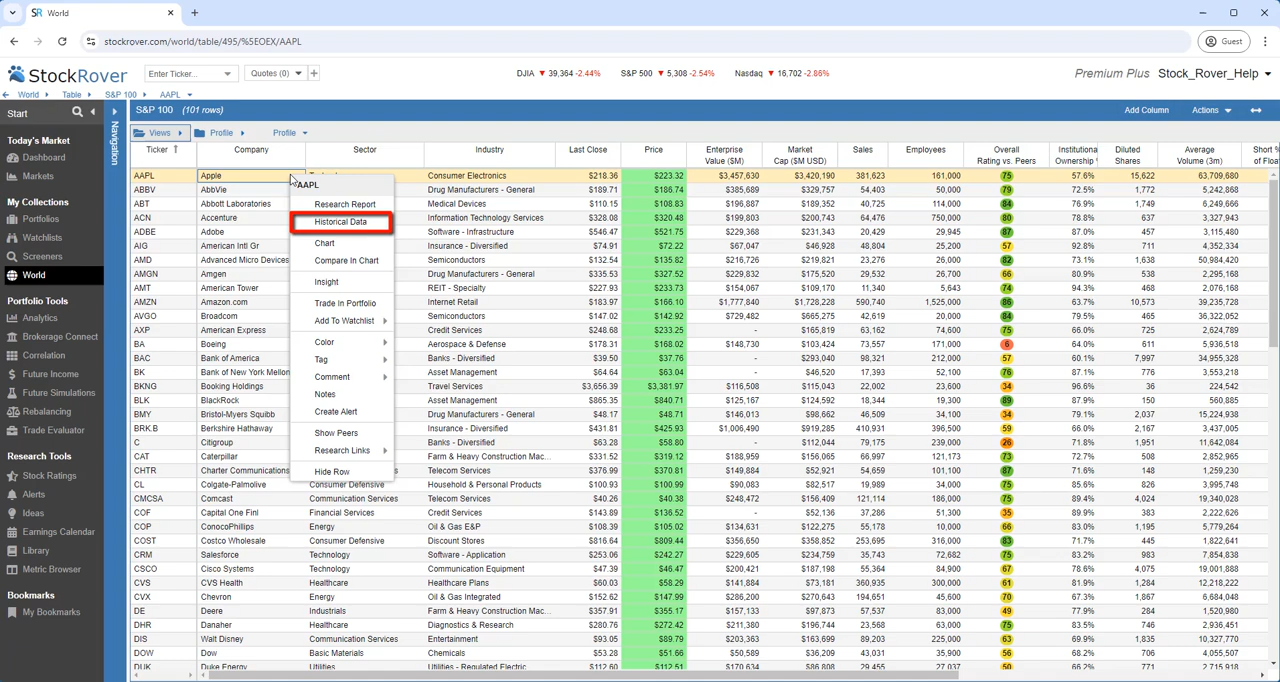 World
stockrover.com/world/table/495/%5EOEX/AAPL
Guest
StockRover
Enter Ticker...
Quotes (0)
DJIA ▼ 39,364 -2.44% S&P 500 ▼ 5,308 -2.54% Nasdaq ▼ 16,702 -2.86%
Premium Plus Stock_Rover_Help
World Table S&P 100 AAPL
Start
Today's Market
Dashboard
Markets
My Collections
Portfolios
Watchlists
Screeners
World
Portfolio Tools
Analytics
Brokerage Connect
Correlation
Future Income
Future Simulations
Rebalancing
Trade Evaluator
Research Tools
Stock Ratings
Alerts
Ideas
Earnings Calendar
Library
Metric Browser
Bookmarks
My Bookmarks
Navigation
S&P 100 (101 rows)
Add Column Actions
Views Profile Profile
Ticker Company Sector Industry Last Close Price Enterprise Value ($M) Market Cap ($M USD) Sales Employees Overall Rating vs. Peers Institutiona Ownership Diluted Shares Average Volume (3m) Short % of Floa
AAPL Apple Consumer Electronics $218.36 $223.32 $3,457,630 $3,420,190 381,623 161,000 75 57.6% 15,622 63,709,680
ABBV AbbVie Drug Manufacturers - General $189.71 $186.74 $385,689 $329,757 54,403 50,000 79 72.5% 1,772 5,242,868
ABT Abbott Laboratories Medical Devices $110.15 $108.83 $196,887 $189,352 40,725 114,000 84 76.9% 1,749 6,249,666
ACN Accenture Information Technology Services $328.08 $320.48 $199,803 $200,743 64,476 750,000 80 78.8% 637 3,327,943
ADBE Adobe Software - Infrastructure $546.47 $521.75 $229,368 $231,343 20,429 29,945 87 87.0% 457 3,115,480
AIG American Intl Gr Insurance - Diversified $74.91 $72.22 $67,047 $46,928 48,804 25,200 57 92.8% 711 4,352,334
AMD Advanced Micro Devices Semiconductors $135.82 $216,726 $219,528 23,276 26,000 82 73.1% 1,638 50,984,420
AMGN Amgen Drug Manufacturers - General $335.53 $327.52 $229,832 $175,520 29,532 26,700 66 80.9% 538 2,295,168
AMT American Tower REIT - Specialty $227.93 $233.73 $154,067 $109,170 11,340 5,643 74 94.3% 468 2,076,168
AMZN Amazon.com Internet Retail $183.97 $166.10 $1,777,840 $1,728,228 590,740 1,525,000 86 63.7% 10,573 39,235,728
AVGO Broadcom Semiconductors $147.02 $142.92 $729,482 $665,275 42,619 20,000 84 79.5% 465 36,322,052
AXP American Express Credit Services $248.68 $233.25 - $165,819 63,162 74,600 75 66.0% 725 2,624,789
BA Boeing Aerospace & Defense $178.31 $168.02 $148,730 $103,424 73,557 171,000 6 64.0% 611 5,936,518
BAC Bank of America Banks - Diversified $39.50 $37.76 - $293,040 98,321 212,000 57 60.1% 7,997 34,955,328
BK Bank of New York Mellon Asset Management $64.64 $63.04 $46,520 17,393 52,100 76 87.1% 776 3,553,218
BKNG Booking Holdings Travel Services $3,656.39 $3,381.97 $116,508 $115,043 22,002 23,600 34 96.6% 36 224,542
BLK BlackRock Asset Management $865.35 $840.71 $125,167 $124,592 18,344 19,300 89 87.9% 150 560,885
BMY Bristol-Myers Squibb Drug Manufacturers - General $48.17 $48.71 $146,013 $98,662 46,509 34,100 34 79.1% 2,037 15,224,938
BRK.B Berkshire Hathaway Insurance - Diversified $431.81 $425.93 $1,006,490 $918,285 410,931 396,500 59 66.0% 2,167 3,437,005
C Citigroup Banks - Diversified $63.28 $58.80 - $112,044 79,175 239,000 26 71.8% 1,951 11,642,084
CAT Caterpillar Farm & Heavy Construction Mac... $331.52 $319.12 $188,959 $156,655 66,997 121,173 73 72.7% 508 2,852,965
CHTR Charter Communications Telecom Services $376.99 $370.81 $149,884 $52,921 54,659 101,100 87 71.6% 148 1,259,230
CL Colgate-Palmolive Consumer Defensive Household & Personal Products $100.93 $100.99 $90,083 $82,517 19,989 34,000 75 85.6% 826 3,995,748
CMCSA Comcast Communication Services Telecom Services $40.26 $40.38 $248,472 $156,409 121,114 186,000 75 89.4% 4,024 19,340,028
COF Capital One Finl Financial Services Credit Services $143.89 $136.52 - $52,136 37,286 51,300 35 89.9% 383 2,222,626
COP ConocoPhillips Energy Oil & Gas E&P $108.39 $105.02 $134,631 $122,275 55,178 10,000 66 83.0% 1,195 5,779,264
COST Costco Wholesale Consumer Defensive Discount Stores $816.64 $809.44 $356,650 $358,852 253,695 316,000 83 71.7% 445 1,822,641
CRM Salesforce Technology Software - Application $253.06 $242.27 $229,605 $234,759 35,743 72,682 75 83.2% 983 7,854,838
CSCO Cisco Systems Technology Communication Equipment $47.39 $46.47 $200,421 $187,198 55,364 84,900 67 78.6% 4,075 19,001,888
CVS CVS Health Healthcare Healthcare Plans $60.03 $58.29 $141,884 $73,181 360,935 300,000 61 81.9% 1,284 12,218,222
CVX Chevron Energy Oil & Gas Integrated $152.62 $147.99 $286,200 $270,643 194,651 45,600 70 67.3% 1,867 6,684,048
DE Deere Industrials Farm & Heavy Construction Mac... $357.91 $355.17 $157,133 $97,873 57,537 83,000 49 77.9% 284 1,520,980
DHR Danaher Healthcare Diagnostics & Research $280.76 $272.42 $211,380 $196,744 23,568 63,000 75 83.5% 746 2,936,451
DIS Walt Disney Communication Services Entertainment $93.05 $89.79 $203,363 $163,509 89,203 225,000 63 69.9% 1,835 10,327,770
DOW Dow Basic Materials Chemicals $53.28 $51.66 $50,658 $36,209 43,031 35,900 56 68.2% 706 4,055,507
DUK Duke Energy Utilities Utilities - Regulated Electric $112.60 $112.51 $170,634 $86,808 29,455 27,037 50 66.2% 771 2,715,918
AAPL
Research Report
Historical Data
Chart
Compare In Chart
Insight
Trade In Portfolio
Add To Watchlist
Color
Tag
Comment
Notes
Create Alert
Show Peers
Research Links
Hide Row